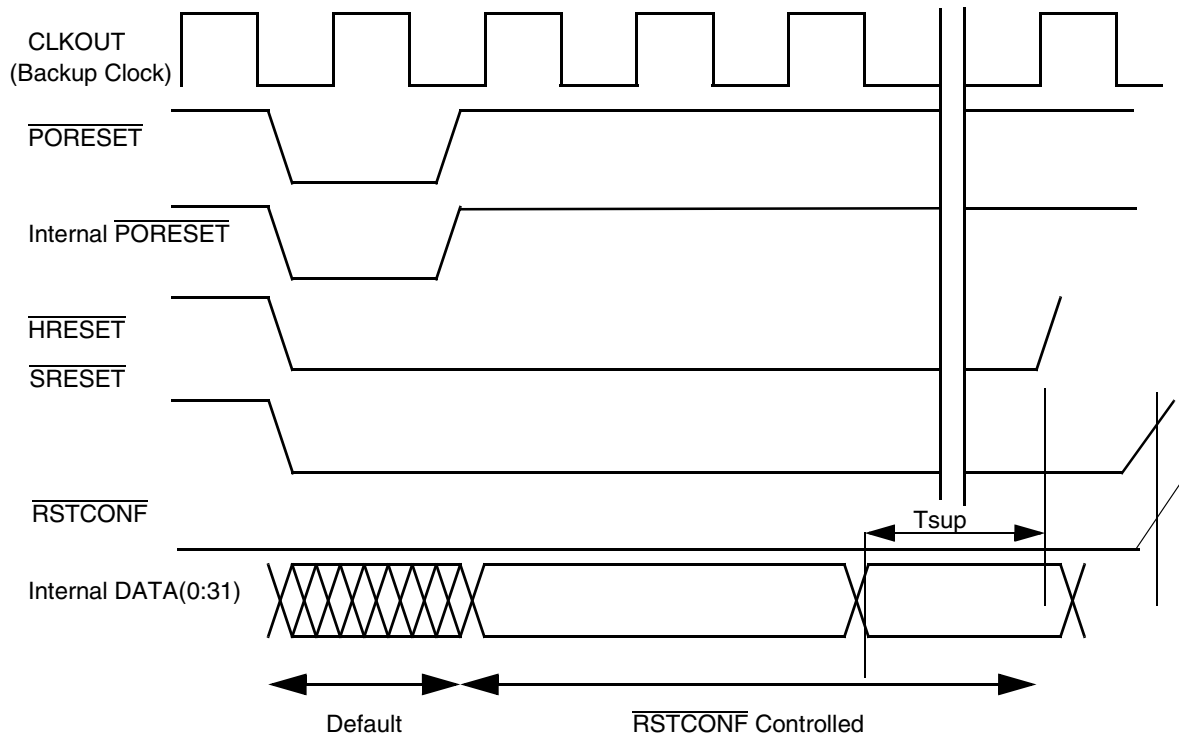 CLKOUT
(Backup Clock)
PORESET
Internal PORESET
HRESET
SRESET
RSTCONF
Tsup
Internal DATA(0:31)
Default
RSTCONF Controlled